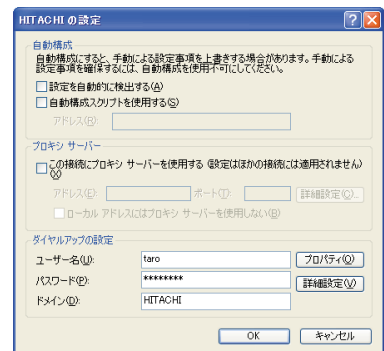 HITACHI の設定
自動構成
自動構成にすると、手動による設定事項を上書きする場合があります。手動による
設定事項を確保するには、自動構成を使用不可にしてください。
設定を自動的に検出する(A)
自動構成スクリプトを使用する(S)
アドレス(R):
プロキシ サーバー
この接続にプロキシ サーバーを使用する (設定はほかの接続には適用されません)
(X)
アドレス(E): ポート(T): 詳細設定(C)...
ローカル アドレスにはプロキシ サーバーを使用しない(B)
ダイヤルアップの設定
ユーザー名(U): taro プロパティ(O)
パスワード(P): ******** 詳細設定(V)
ドメイン(D): HITACHI
OK キャンセル